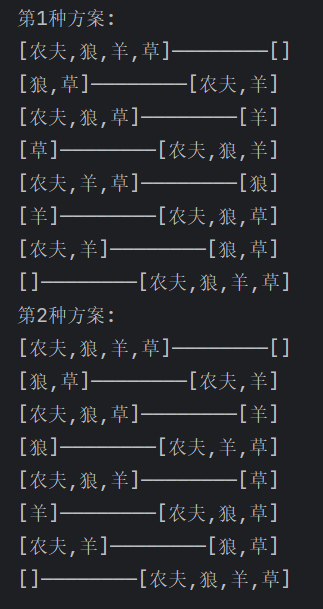 第1种方案:
[农夫,狼,羊,草]————————[]
[狼,草]————————[农夫,羊]
[农夫,狼,草]————————[羊]
[草]————————[农夫,狼,羊]
[农夫,羊,草]————————[狼]
[羊]————————[农夫,狼,草]
[农夫,羊]————————[狼,草]
[]————————[农夫,狼,羊,草]
第2种方案:
[农夫,狼,羊,草]————————[]
[狼,草]————————[农夫,羊]
[农夫,狼,草]————————[羊]
[狼]————————[农夫,羊,草]
[农夫,狼,羊]————————[草]
[羊]————————[农夫,狼,草]
[农夫,羊]————————[狼,草]
[]————————[农夫,狼,羊,草]